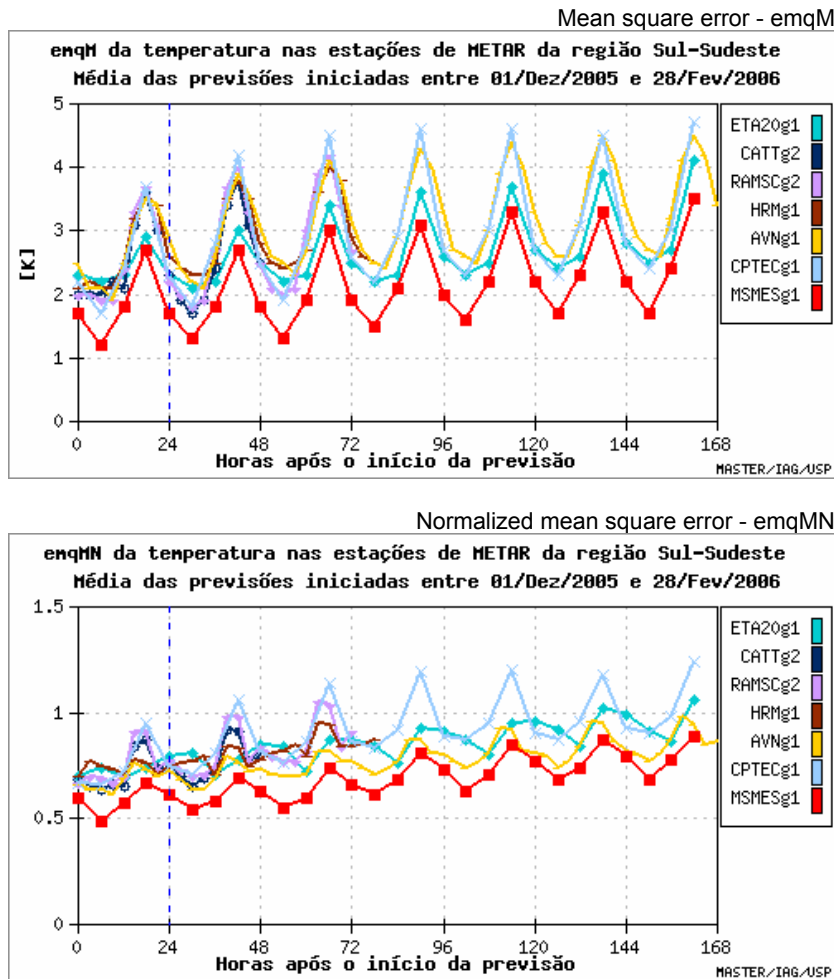 Mean square error - emqM
emqM da temperatura nas estações de METAR da região Sul-Sudeste
Média das previsões iniciadas entre 01/Dez/2005 e 28/Fev/2006
5
4
3
2
1
0
[K]
0 24 48 72 96 120 144 168
Horas após o início da previsão
MASTER/IAG/USP
ETA20g1
CATTg2
RAMSCg2
HRMg1
AVNg1
CPTECg1
MSMESg1
Normalized mean square error - emqMN
emqMN da temperatura nas estações de METAR da região Sul-Sudeste
Média das previsões iniciadas entre 01/Dez/2005 e 28/Fev/2006
1.5
1
0.5
0
0 24 48 72 96 120 144 168
Horas após o início da previsão
MASTER/IAG/USP
ETA20g1
CATTg2
RAMSCg2
HRMg1
AVNg1
CPTECg1
MSMESg1